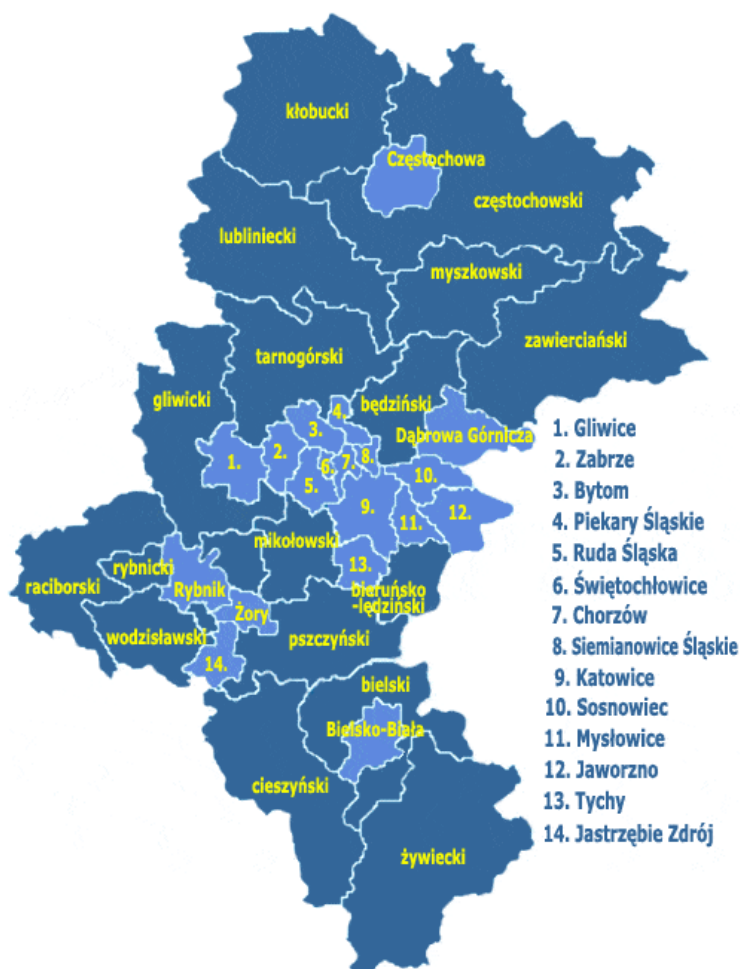 kłobucki
Częstochowa
częstochowski
lubliniecki
myszkowski
zawierciański
tarnogórski
gliwicki
będziński
4.
3.
Dąbrowa Górnicza
2.
1.
6.
7.
8.
5.
10.
9.
11.
12.
mikołowski
13.
rybnicki
raciborski
Rybnik
bieruńsko
-lędziński
Żory
wodzisławski
pszczyński
14.
bielski
Bielsko-Biała
cieszyński
żywiecki
1. Gliwice
2. Zabrze
3. Bytom
4. Piekary Śląskie
5. Ruda Śląska
6. Świętochłowice
7. Chorzów
8. Siemianowice Śląskie
9. Katowice
10. Sosnowiec
11. Mysłowice
12. Jaworzno
13. Tychy
14. Jastrzębie Zdrój